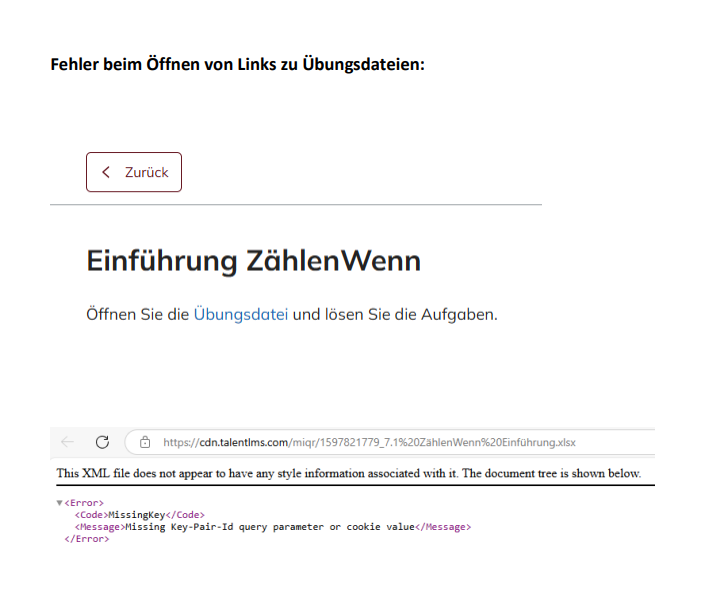 Fehler beim Öffnen von Links zu Übungsdateien:
Zurück
Einführung ZählenWenn
Öffnen Sie die Übungsdatei und lösen Sie die Aufgaben.
https://cdn.talentlms.com/miqr/1597821779_7.1%20ZählenWenn%20Einführung.xlsx
This XML file does not appear to have any style information associated with it. The document tree is shown below.
▼<Error>
<Code>MissingKey</Code>
<Message>Missing Key-Pair-Id query parameter or cookie value</Message>
</Error>